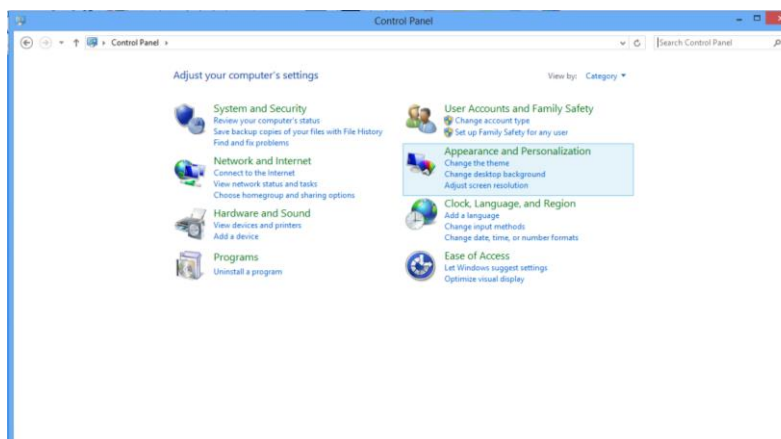 Control Panel
Control Panel
Search Control Panel
Adjust your computer's settings
View by: Category
System and Security
Review your computer's status
Save backup copies of your files with File History
Find and fix problems
Network and Internet
Connect to the Internet
View network status and tasks
Choose homegroup and sharing options
Hardware and Sound
View devices and printers
Add a device
Programs
Uninstall a program
User Accounts and Family Safety
Change account type
Set up Family Safety for any user
Appearance and Personalization
Change the theme
Change desktop background
Adjust screen resolution
Clock, Language, and Region
Add a language
Change input methods
Change date, time, or number formats
Ease of Access
Let Windows suggest settings
Optimize visual display